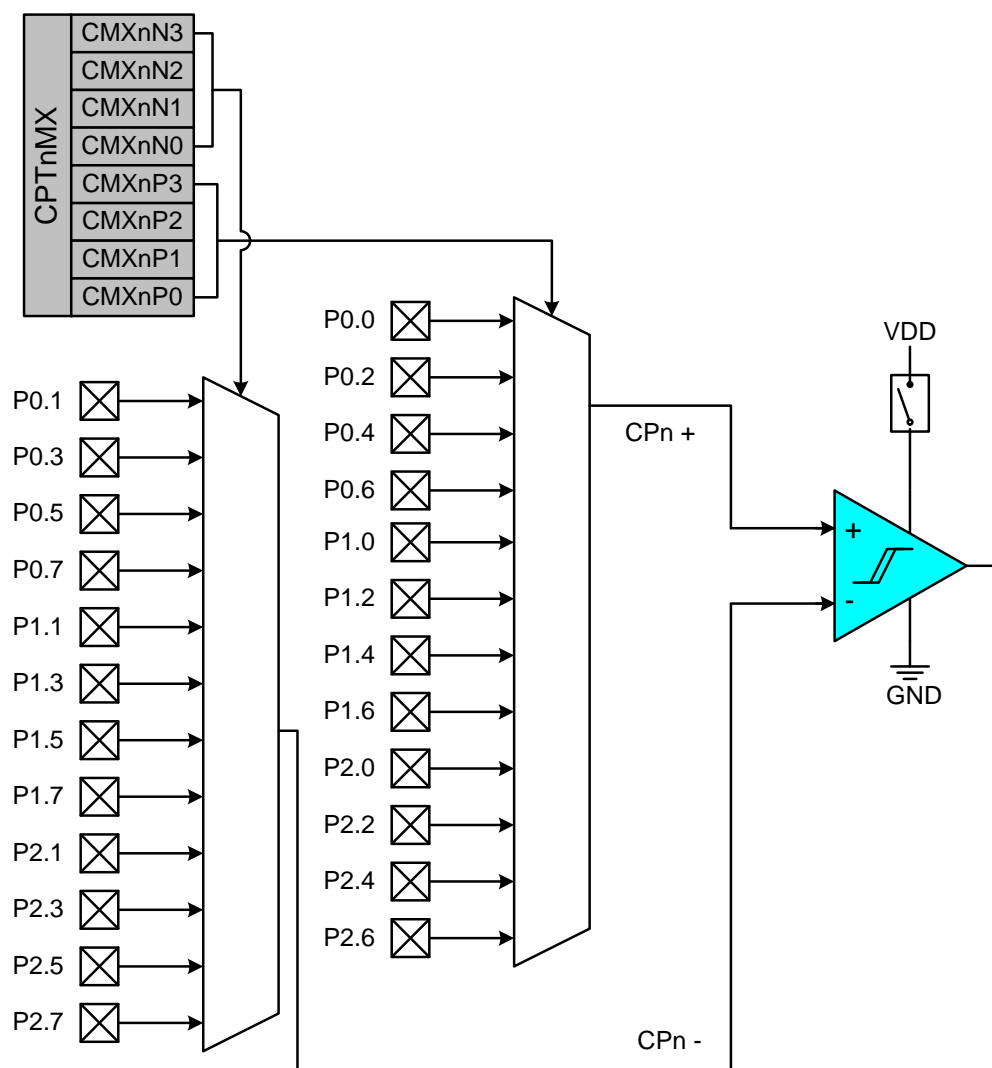 CPTnMX
CMXnN3
CMXnN2
CMXnN1
CMXnN0
CMXnP3
CMXnP2
CMXnP1
CMXnP0
P0.1
P0.3
P0.5
P0.7
P1.1
P1.3
P1.5
P1.7
P2.1
P2.3
P2.5
P2.7
P0.0
P0.2
P0.4
P0.6
P1.0
P1.2
P1.4
P1.6
P2.0
P2.2
P2.4
P2.6
CPn +
CPn -
VDD
+
-
GND